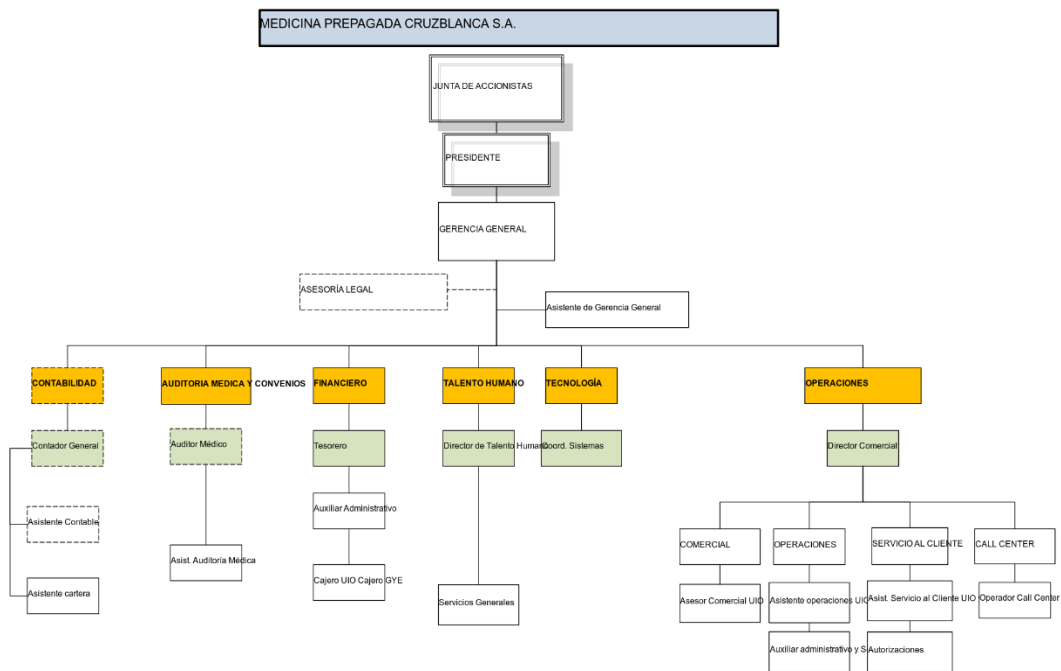 MEDICINA PREPAGADA CRUZBLANCA S.A.
JUNTA DE ACCIONISTAS
PRESIDENTE
GERENCIA GENERAL
ASESORÍA LEGAL
Asistente de Gerencia General
CONTABILIDAD
AUDITORIA MEDICA Y CONVENIOS
FINANCIERO
TALENTO HUMANO
TECNOLOGÍA
OPERACIONES
Contador General
Auditor Médico
Tesorero
Director de Talento Humano
Coord. Sistemas
Director Comercial
Auxiliar Administrativo
Asistente Contable
Asist. Auditoría Médica
COMERCIAL
OPERACIONES
SERVICIO AL CLIENTE
CALL CENTER
Asistente cartera
Cajero UIO Cajero GYE
Servicios Generales
Asesor Comercial UIO
Asistente operaciones UIO
Asist. Servicio al Cliente UIO
Operador Call Center
Auxiliar administrativo y S
Autorizaciones